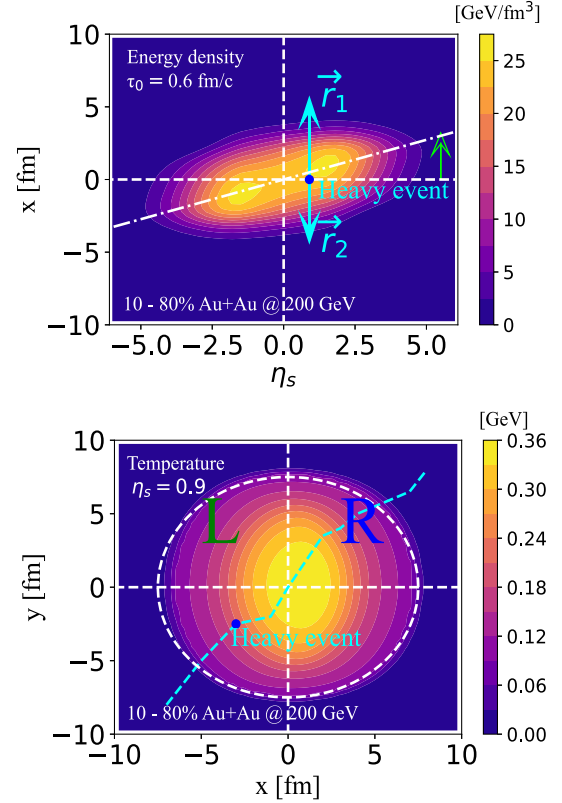 [GeV/fm³]
Energy density
τ₀ = 0.6 fm/c
r⃗₁
Heavy event
r⃗₂
10 - 80% Au+Au @ 200 GeV
x [fm]
10
5
0
−5
−10
−5.0
−2.5
0.0
2.5
5.0
ηₛ
25
20
15
10
5
0
[GeV]
Temperature
ηₛ = 0.9
L
R
Heavy event
10 - 80% Au+Au @ 200 GeV
y [fm]
10
5
0
−5
−10
−10
−5
0
5
10
x [fm]
0.36
0.30
0.24
0.18
0.12
0.06
0.00